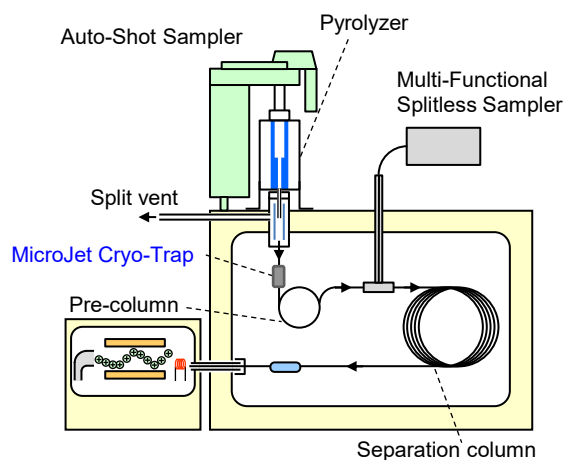 Pyrolyzer
Auto-Shot Sampler
Multi-Functional
Splitless Sampler
Split vent
MicroJet Cryo-Trap
Pre-column
Separation column